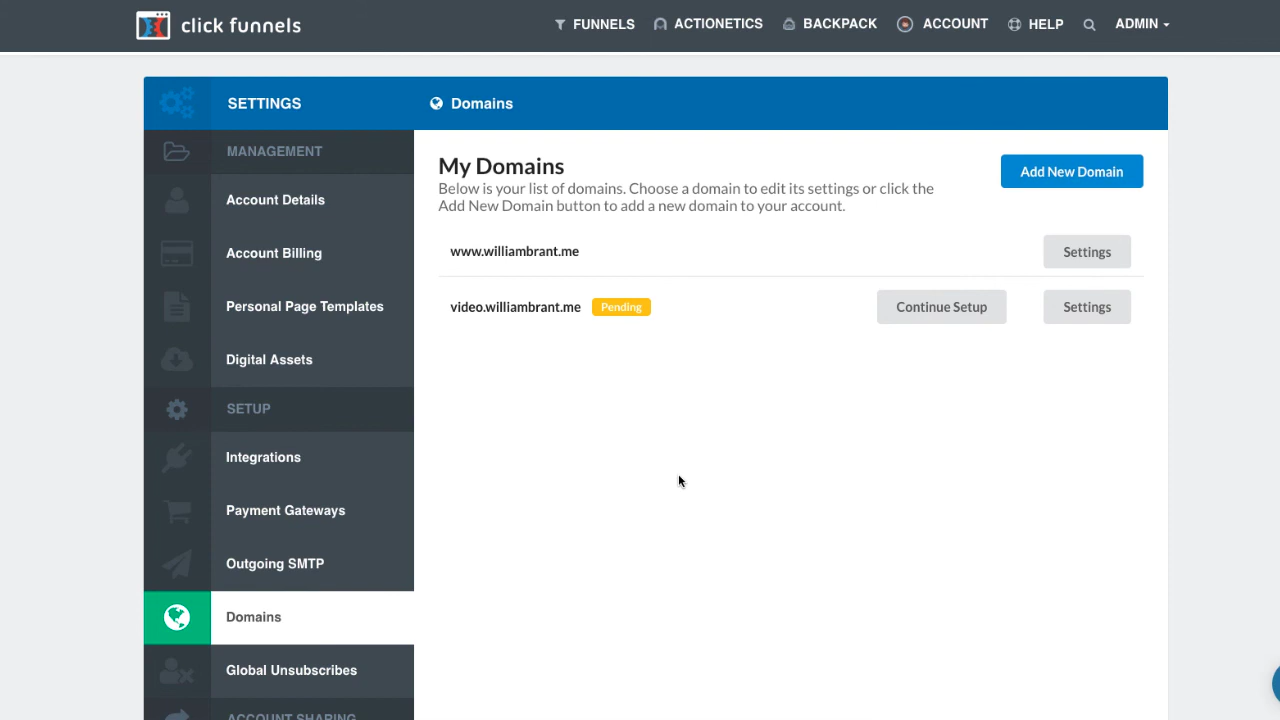 click funnels
FUNNELS
ACTIONETICS
BACKPACK
ACCOUNT
HELP
ADMIN
SETTINGS
Domains
MANAGEMENT
Account Details
Account Billing
Personal Page Templates
Digital Assets
SETUP
Integrations
Payment Gateways
Outgoing SMTP
Domains
Global Unsubscribes
ACCOUNT SHARING
My Domains
Below is your list of domains. Choose a domain to edit its settings or click the
Add New Domain button to add a new domain to your account.
Add New Domain
www.williambrant.me
Settings
video.williambrant.me
Pending
Continue Setup
Settings